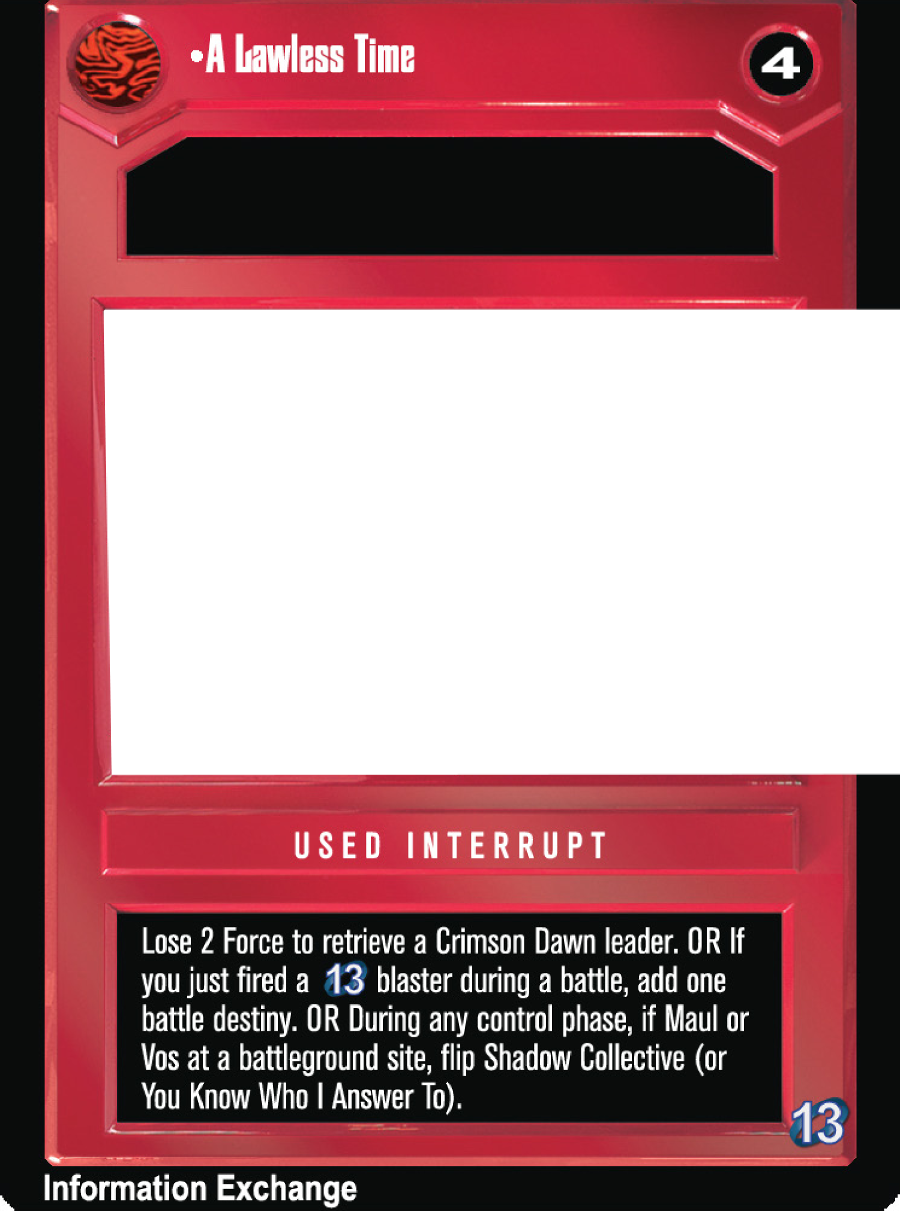 •A Lawless Time
4
USED INTERRUPT
Lose 2 Force to retrieve a Crimson Dawn leader. OR If
you just fired a 13 blaster during a battle, add one
battle destiny. OR During any control phase, if Maul or
Vos at a battleground site, flip Shadow Collective (or
You Know Who I Answer To).
13
Information Exchange